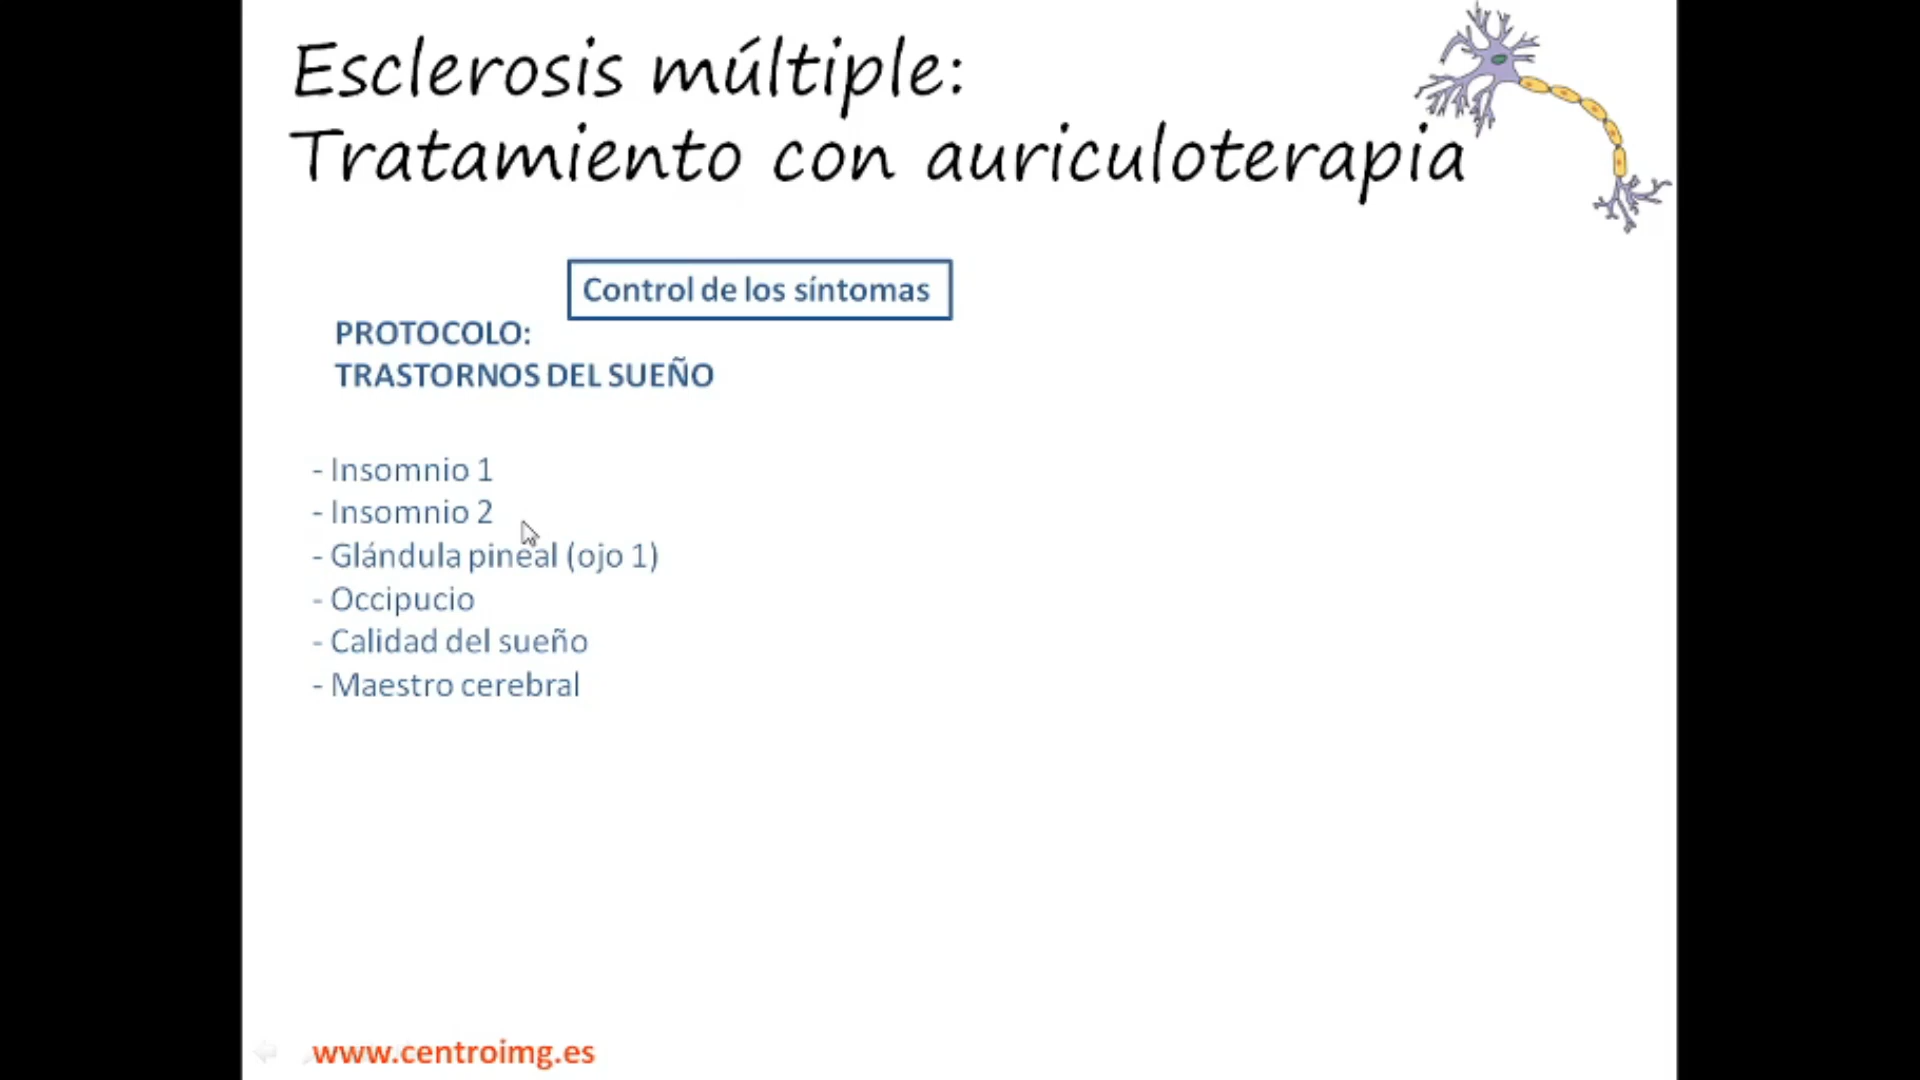 Esclerosis múltiple:
Tratamiento con auriculoterapia
Control de los síntomas
PROTOCOLO:
TRASTORNOS DEL SUEÑO
- Insomnio 1
- Insomnio 2
- Glándula pineal (ojo 1)
- Occipucio
- Calidad del sueño
- Maestro cerebral
www.centroimg.es